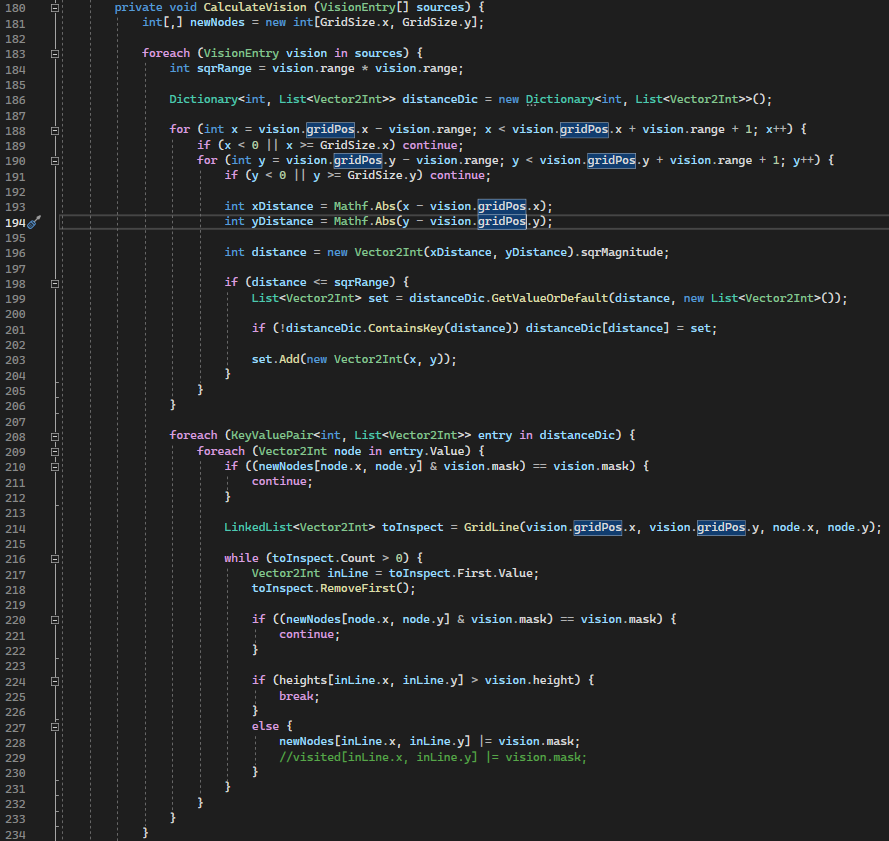 180 private void CalculateVision (VisionEntry[] sources) {
181 int[,] newNodes = new int[GridSize.x, GridSize.y];
182
183 foreach (VisionEntry vision in sources) {
184 int sqrRange = vision.range * vision.range;
185
186 Dictionary<int, List<Vector2Int>> distanceDic = new Dictionary<int, List<Vector2Int>>();
187
188 for (int x = vision.gridPos.x - vision.range; x < vision.gridPos.x + vision.range + 1; x++) {
189 if (x < 0 || x >= GridSize.x) continue;
190 for (int y = vision.gridPos.y - vision.range; y < vision.gridPos.y + vision.range + 1; y++) {
191 if (y < 0 || y >= GridSize.y) continue;
192
193 int xDistance = Mathf.Abs(x - vision.gridPos.x);
194 int yDistance = Mathf.Abs(y - vision.gridPos.y);
195
196 int distance = new Vector2Int(xDistance, yDistance).sqrMagnitude;
197
198 if (distance <= sqrRange) {
199 List<Vector2Int> set = distanceDic.GetValueOrDefault(distance, new List<Vector2Int>());
200
201 if (!distanceDic.ContainsKey(distance)) distanceDic[distance] = set;
202
203 set.Add(new Vector2Int(x, y));
204 }
205 }
206 }
207
208 foreach (KeyValuePair<int, List<Vector2Int>> entry in distanceDic) {
209 foreach (Vector2Int node in entry.Value) {
210 if ((newNodes[node.x, node.y] & vision.mask) == vision.mask) {
211 continue;
212 }
213
214 LinkedList<Vector2Int> toInspect = GridLine(vision.gridPos.x, vision.gridPos.y, node.x, node.y);
215
216 while (toInspect.Count > 0) {
217 Vector2Int inLine = toInspect.First.Value;
218 toInspect.RemoveFirst();
219
220 if ((newNodes[node.x, node.y] & vision.mask) == vision.mask) {
221 continue;
222 }
223
224 if (heights[inLine.x, inLine.y] > vision.height) {
225 break;
226 }
227 else {
228 newNodes[inLine.x, inLine.y] |= vision.mask;
229 //visited[inLine.x, inLine.y] |= vision.mask;
230 }
231 }
232 }
233 }
234 }